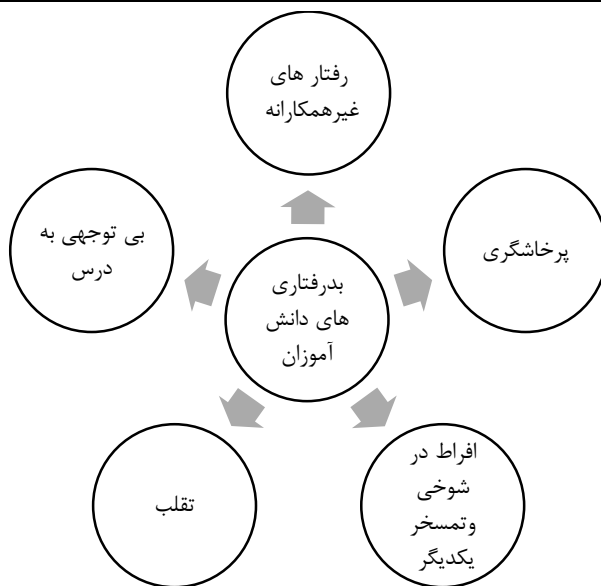 رفتار های
غیرهمکارانه
پرخاشگری
بی توجهی به
درس
بدرفتاری
های دانش
آموزان
افراط در
شوخی
وتمسخر
یکدیگر
تقلب